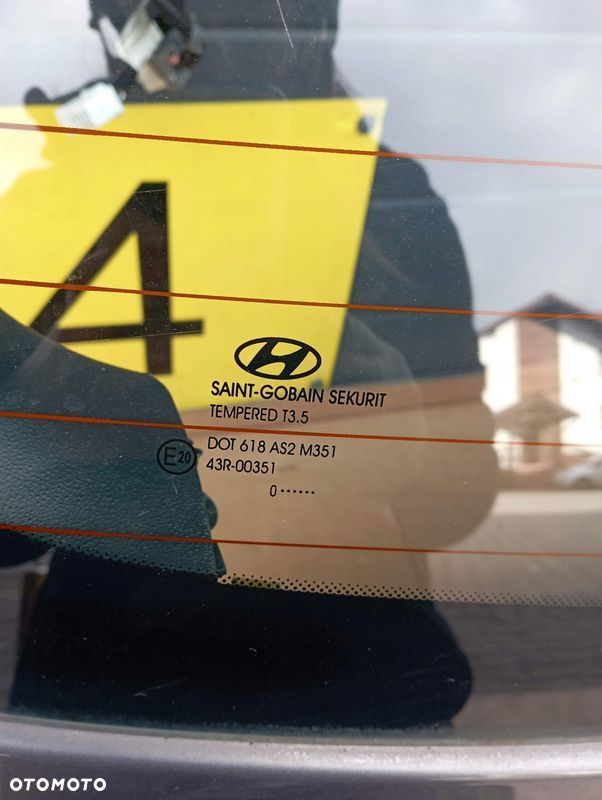 4
SAINT-GOBAIN SEKURIT
TEMPERED T3.5
DOT 618 AS2 M351
E20
43R-00351
0······
OTOMOTO